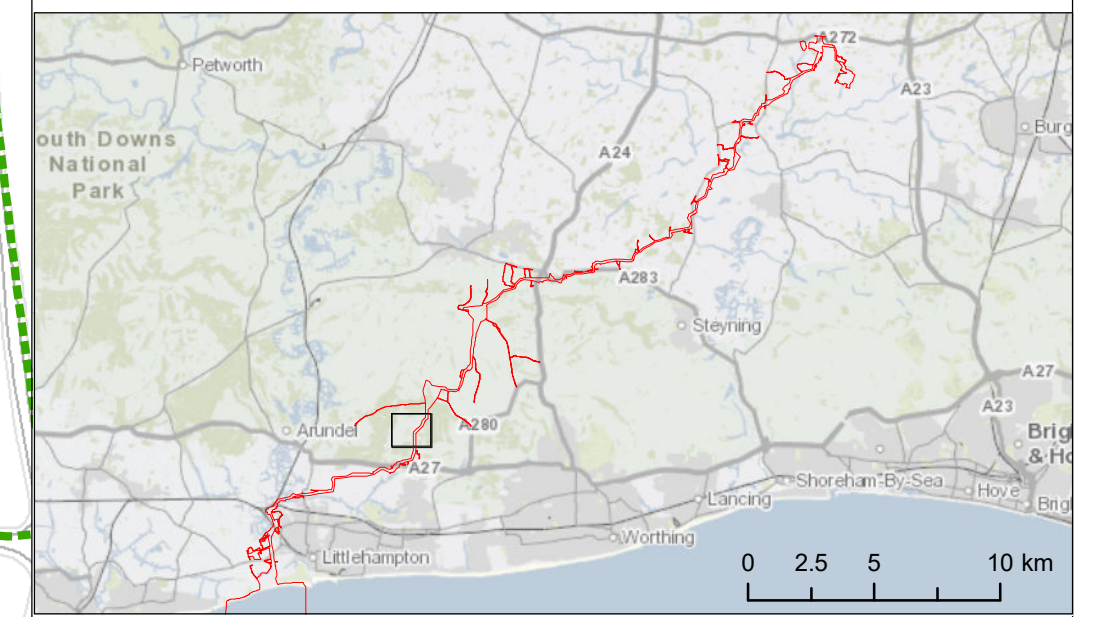 A272
Petworth
A23
Burg
outh Downs
National
Park
A24
A283
Steyning
A27
A23
Arundel
A280
Brig
& Ho
A27
Shoreham-By-Sea
Hove
Lancing
Brig
Worthing
Littlehampton
0 2.5 5 10 km